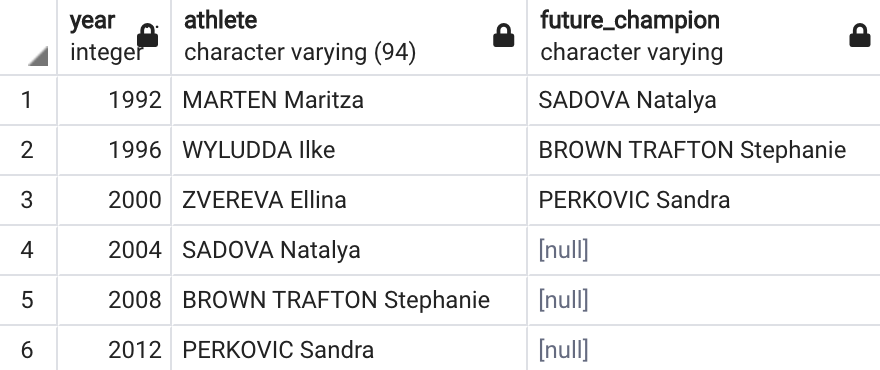 year athlete future_champion
integer character varying (94) character varying
1 1992 MARTEN Maritza SADOVA Natalya
2 1996 WYLUDDA Ilke BROWN TRAFTON Stephanie
3 2000 ZVEREVA Ellina PERKOVIC Sandra
4 2004 SADOVA Natalya [null]
5 2008 BROWN TRAFTON Stephanie [null]
6 2012 PERKOVIC Sandra [null]